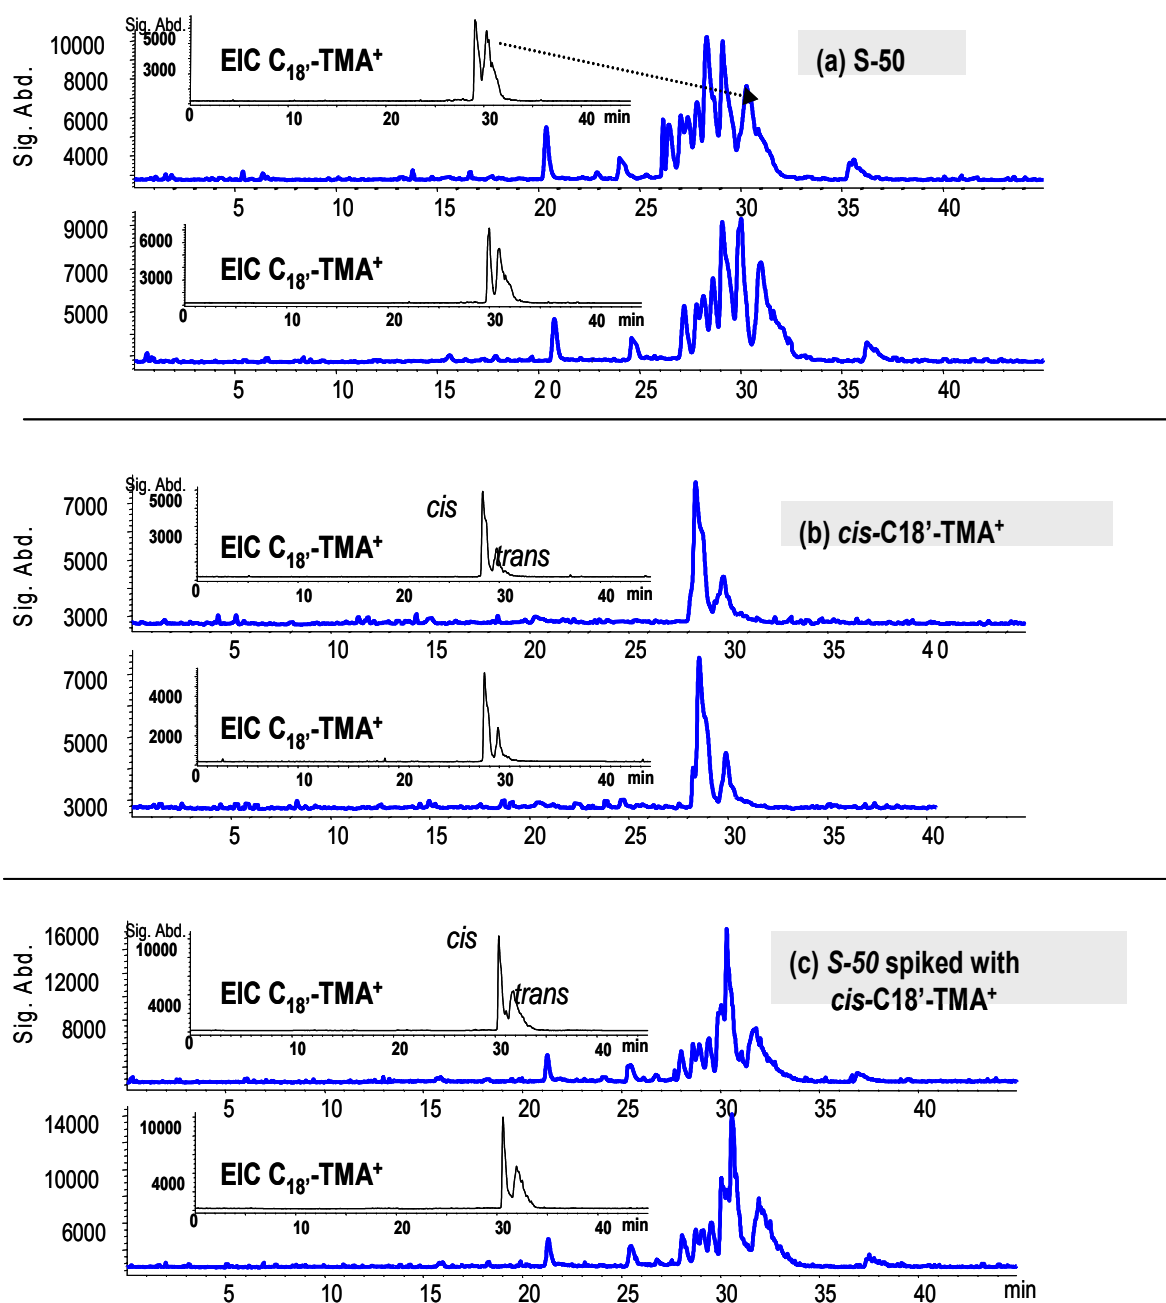 Sig. Abd.
10000
8000
6000
4000
Sig. Abd.
5000
3000
EIC C18'-TMA+
0 10 20 30 40 min
(a) S-50
5 10 15 20 25 30 35 40
9000
7000
5000
6000
3000
EIC C18'-TMA+
0 10 20 30 40 min
5 10 15 20 25 30 35 40
Sig. Abd.
7000
5000
3000
Sig. Abd.
5000
3000
cis
EIC C18'-TMA+
trans
0 10 20 30 40 min
(b) cis-C18'-TMA+
5 10 15 20 25 30 35 40
7000
5000
3000
4000
2000
EIC C18'-TMA+
0 10 20 30 40 min
5 10 15 20 25 30 35 40
Sig. Abd.
16000
12000
8000
Sig. Abd.
10000
4000
cis
EIC C18'-TMA+
trans
0 10 20 30 40 min
(c) S-50 spiked with
cis-C18'-TMA+
5 10 15 20 25 30 35 40
14000
10000
6000
10000
4000
EIC C18'-TMA+
0 10 20 30 40 min
5 10 15 20 25 30 35 min